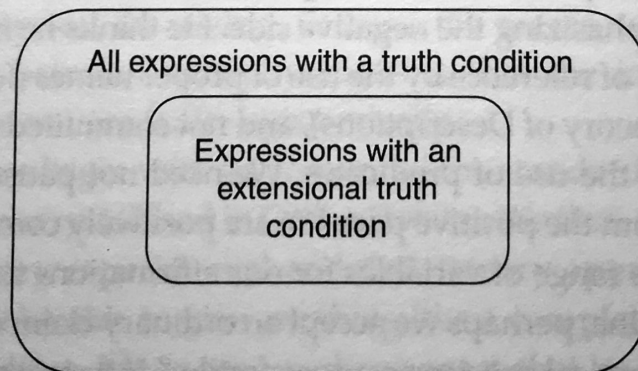 All expressions with a truth condition
Expressions with an
extensional truth
condition